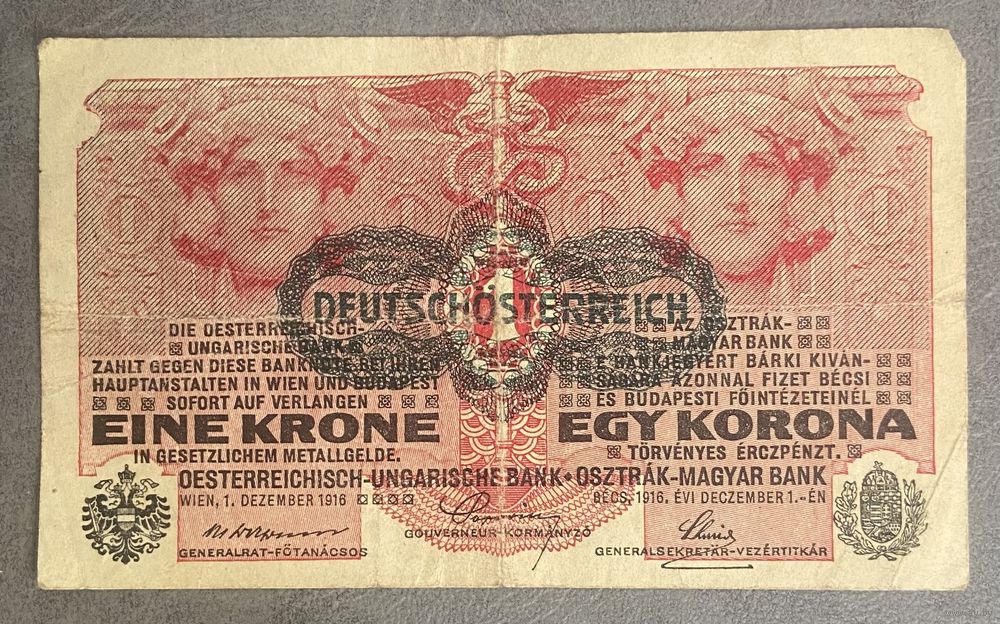 1
DEUTSCHÖSTERREICH
DIE OESTERREICHISCH-
UNGARISCHE BANK
ZAHLT GEGEN DIESE BANKNOTE BEI IHREN
HAUPTANSTALTEN IN WIEN UND BUDAPEST
SOFORT AUF VERLANGEN
EINE KRONE
IN GESETZLICHEM METALLGELDE.
AZ OSZTRÁK-
MAGYAR BANK
E BANKJEGYÉRT BÁRKI KIVÁN-
SÁGÁRA AZONNAL FIZET BÉCSI
ÉS BUDAPESTI FŐINTÉZETEINÉL
EGY KORONA
TÖRVÉNYES ÉRCZPÉNZT.
OESTERREICHISCH-UNGARISCHE BANK • OSZTRÁK-MAGYAR BANK
WIEN, 1. DEZEMBER 1916
BÉCS, 1916. ÉVI DECZEMBER 1.-ÉN
GENERALRAT-FŐTANÁCSOS
GOUVERNEUR-KORMÁNYZÓ
GENERALSEKRETÄR-VEZÉRTITKÁR